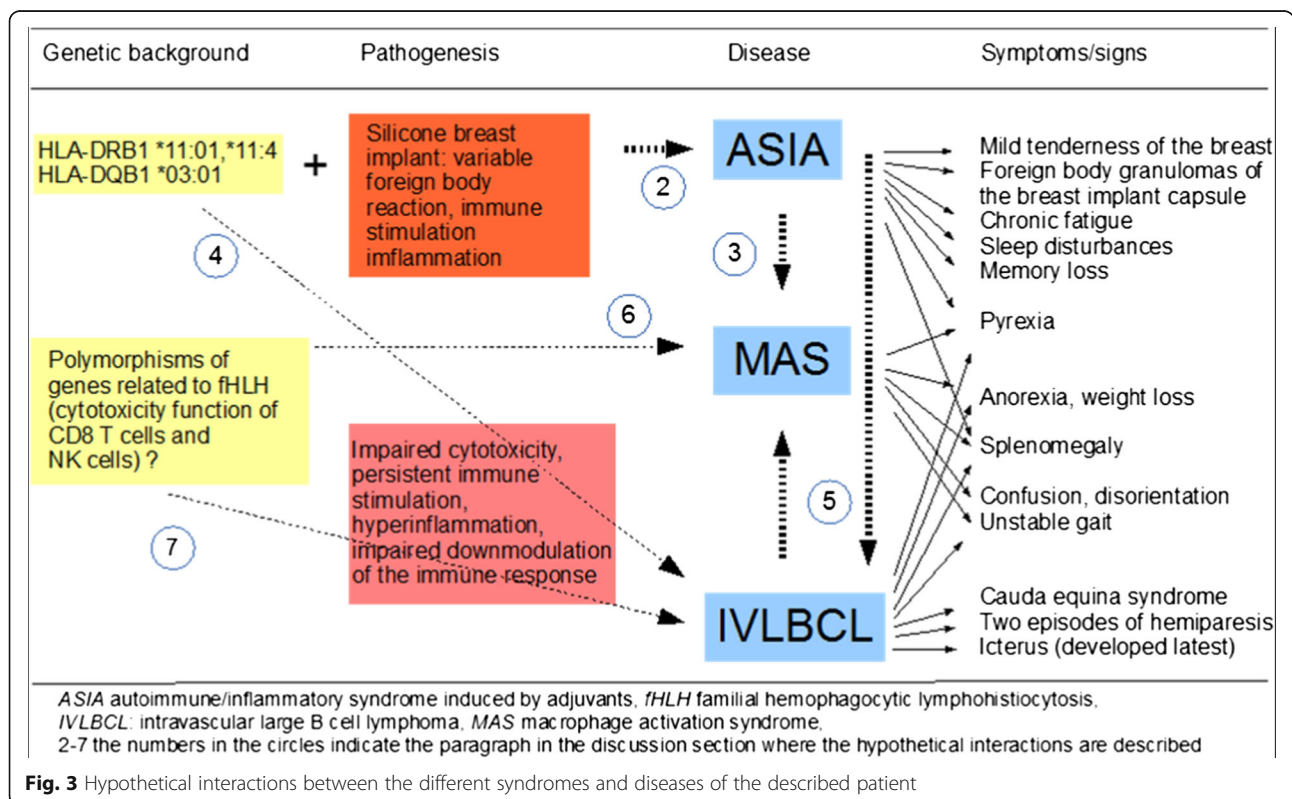 Genetic background
Pathogenesis
Disease
Symptoms/signs
HLA-DRB1 *11:01,*11:4
HLA-DQB1 *03:01
+
Silicone breast
implant: variable
foreign body
reaction, immune
stimulation
imflammation
2
ASIA
Mild tenderness of the breast
Foreign body granulomas of
the breast implant capsule
Chronic fatigue
Sleep disturbances
Memory loss
4
3
6
Pyrexia
Polymorphisms of
genes related to fHLH
(cytotoxicity function of
CD8 T cells and
NK cells) ?
MAS
Anorexia, weight loss
Splenomegaly
Confusion, disorientation
Unstable gait
Impaired cytotoxicity,
persistent immune
stimulation,
hyperinflammation,
impaired downmodulation
of the immune response
5
7
IVLBCL
Cauda equina syndrome
Two episodes of hemiparesis
Icterus (developed latest)
ASIA autoimmune/inflammatory syndrome induced by adjuvants, fHLH familial hemophagocytic lymphohistiocytosis,
IVLBCL: intravascular large B cell lymphoma, MAS macrophage activation syndrome,
2-7 the numbers in the circles indicate the paragraph in the discussion section where the hypothetical interactions are described
Fig. 3 Hypothetical interactions between the different syndromes and diseases of the described patient